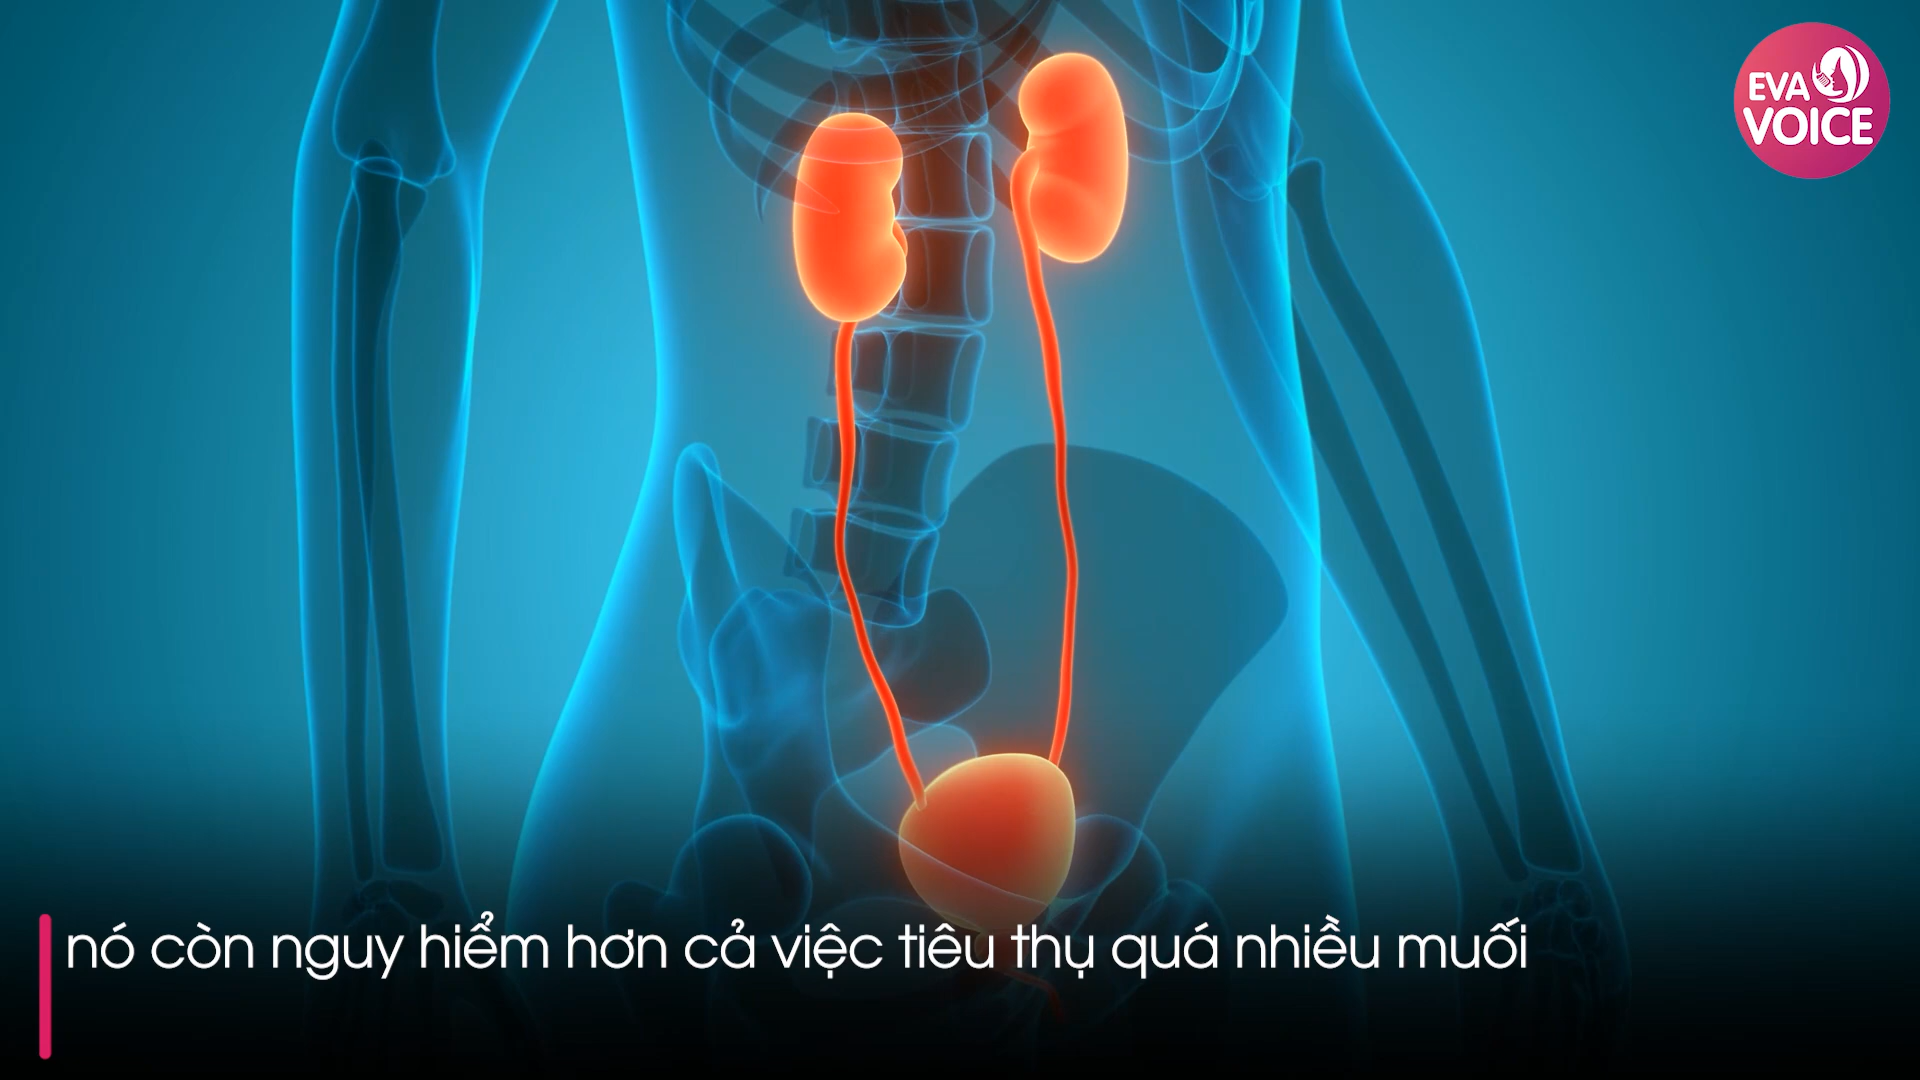 EVA
VOICE
nó còn nguy hiểm hơn cả việc tiêu thụ quá nhiều muối